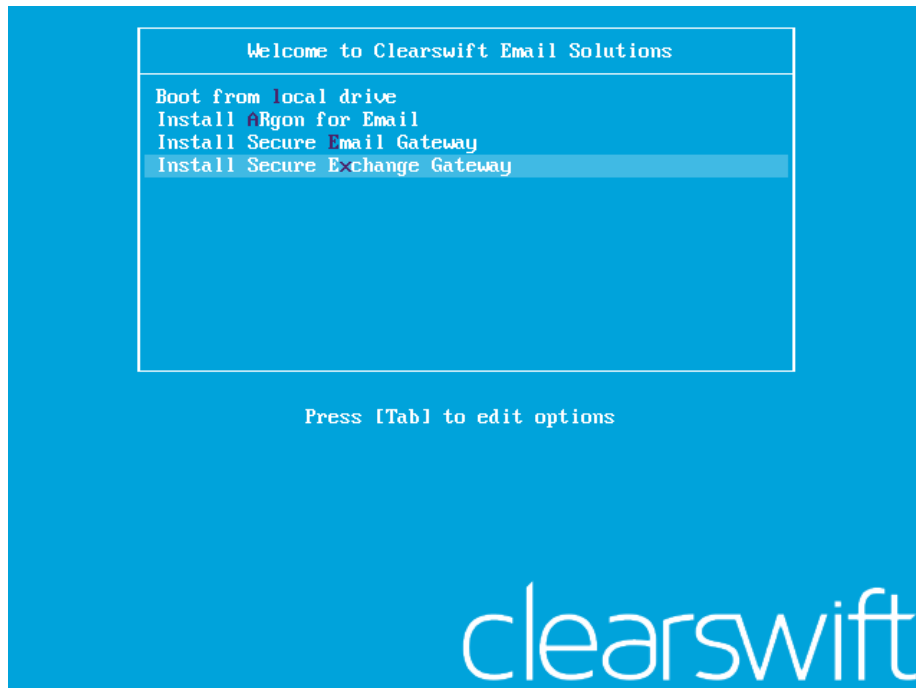 Welcome to Clearswift Email Solutions
Boot from local drive
Install ARgon for Email
Install Secure Email Gateway
Install Secure Exchange Gateway
Press [Tab] to edit options
clearswift